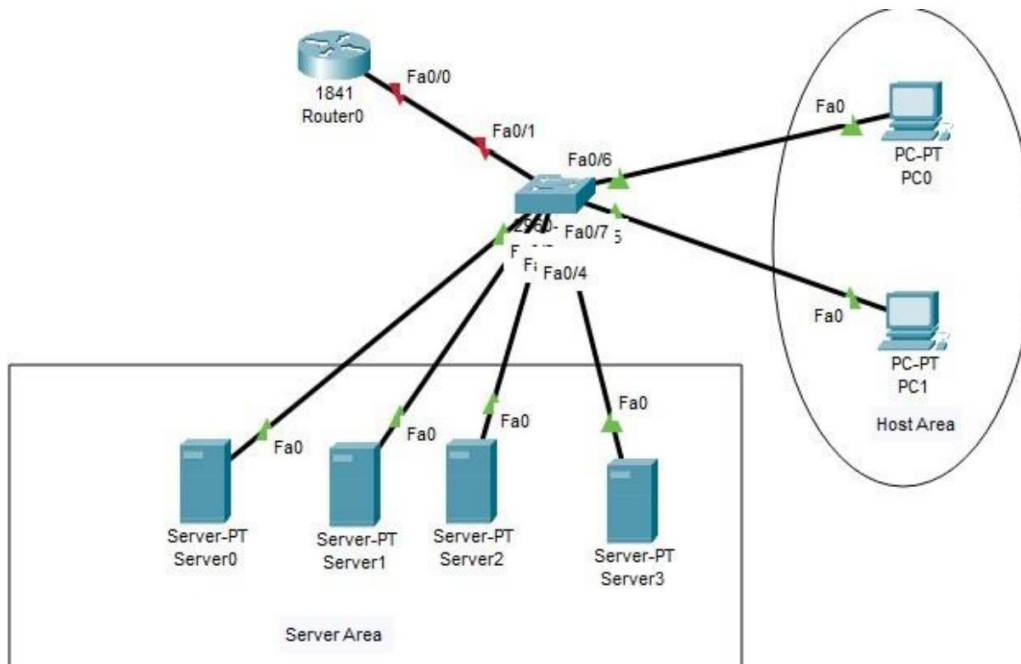 Fa0/0
1841
Router0
Fa0/1
Fa0/6
Fa0
PC-PT
PC0
2960-
Fa0/7
Fa0/4
Fa0
PC-PT
PC1
Host Area
Fa0
Fa0
Fa0
Fa0
Server-PT
Server0
Server-PT
Server1
Server-PT
Server2
Server-PT
Server3
Server Area